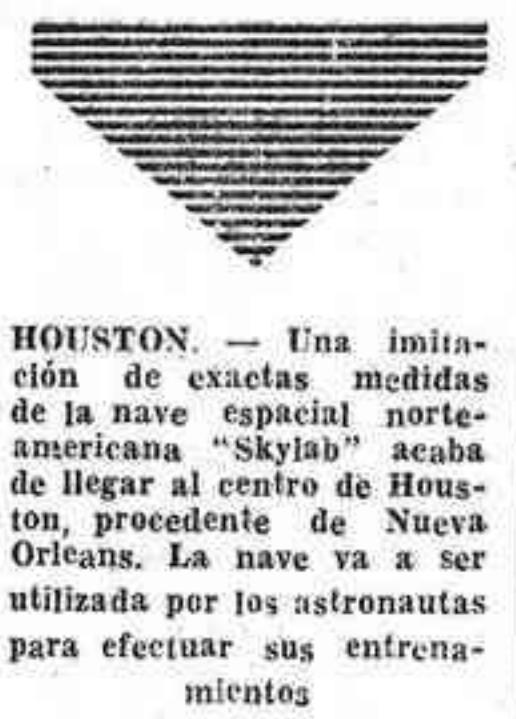 HOUSTON. — Una imita-
ción de exactas medidas
de la nave espacial norte-
americana "Skylab" acaba
de llegar al centro de Hous-
ton, procedente de Nueva
Orleans. La nave va a ser
utilizada por los astronautas
para efectuar sus entrena-
mientos